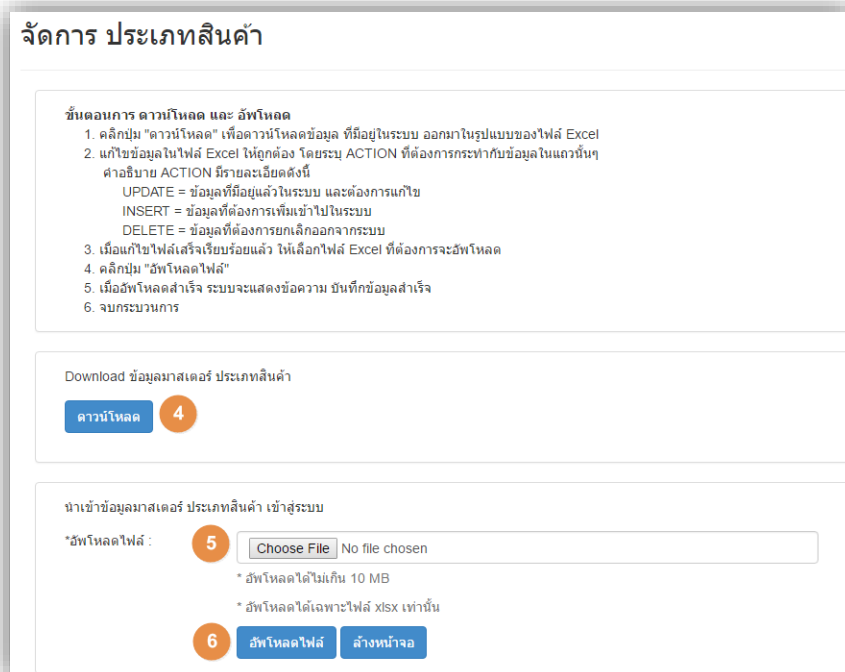 จัดการ ประเภทสินค้า
ขั้นตอนการ ดาวน์โหลด และ อัพโหลด
1. คลิกปุ่ม "ดาวน์โหลด" เพื่อดาวน์โหลดข้อมูล ที่มีอยู่ในระบบ ออกมาในรูปแบบของไฟล์ Excel
2. แก้ไขข้อมูลในไฟล์ Excel ให้ถูกต้อง โดยระบุ ACTION ที่ต้องการกระทำกับข้อมูลในแถวนั้นๆ
คำอธิบาย ACTION มีรายละเอียดดังนี้
UPDATE = ข้อมูลที่มีอยู่แล้วในระบบ และต้องการแก้ไข
INSERT = ข้อมูลที่ต้องการเพิ่มเข้าไปในระบบ
DELETE = ข้อมูลที่ต้องการยกเลิกออกจากระบบ
3. เมื่อแก้ไขไฟล์เสร็จเรียบร้อยแล้ว ให้เลือกไฟล์ Excel ที่ต้องการจะอัพโหลด
4. คลิกปุ่ม "อัพโหลดไฟล์"
5. เมื่ออัพโหลดสำเร็จ ระบบจะแสดงข้อความ บันทึกข้อมูลสำเร็จ
6. จบกระบวนการ
Download ข้อมูลมาสเตอร์ ประเภทสินค้า
ดาวน์โหลด 4
นำเข้าข้อมูลมาสเตอร์ ประเภทสินค้า เข้าสู่ระบบ
*อัพโหลดไฟล์ : 5 Choose File No file chosen
* อัพโหลดได้ไม่เกิน 10 MB
* อัพโหลดได้เฉพาะไฟล์ xlsx เท่านั้น
6 อัพโหลดไฟล์ ล้างหน้าจอ